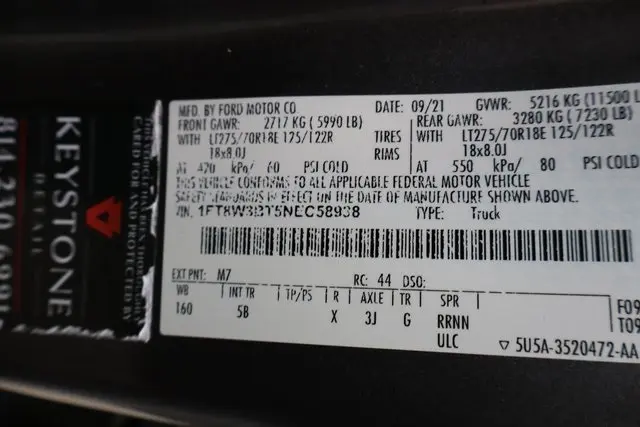 KEYSTONE
DETAIL
MFD. BY FORD MOTOR CO DATE: 09/21 GVWR: 5216 KG (11500 L
FRONT GAWR: 2717 KG ( 5990 LB) REAR GAWR: 3280 KG ( 7230 LB)
WITH LT275/70R18E 125/122R TIRES WITH LT275/70R18E 125/122R
18x8.0J RIMS 18x8.0J
AT 420 kPa/ 60 PSI COLD AT 550 kPa/ 80 PSI COL
THIS VEHICLE CONFORMS TO ALL APPLICABLE FEDERAL MOTOR VEHICLE
SAFETY STANDARDS IN EFFECT ON THE DATE OF MANUFACTURE SHOWN ABOVE.
VIN: TYPE: Truck
EXT PNT: M7 RC: 44 DSO:
WB INT TR TP/PS R AXLE TR SPR F09
160 5B X 3J G RRNN T09
ULC ▽ 5U5A-3520472-AA